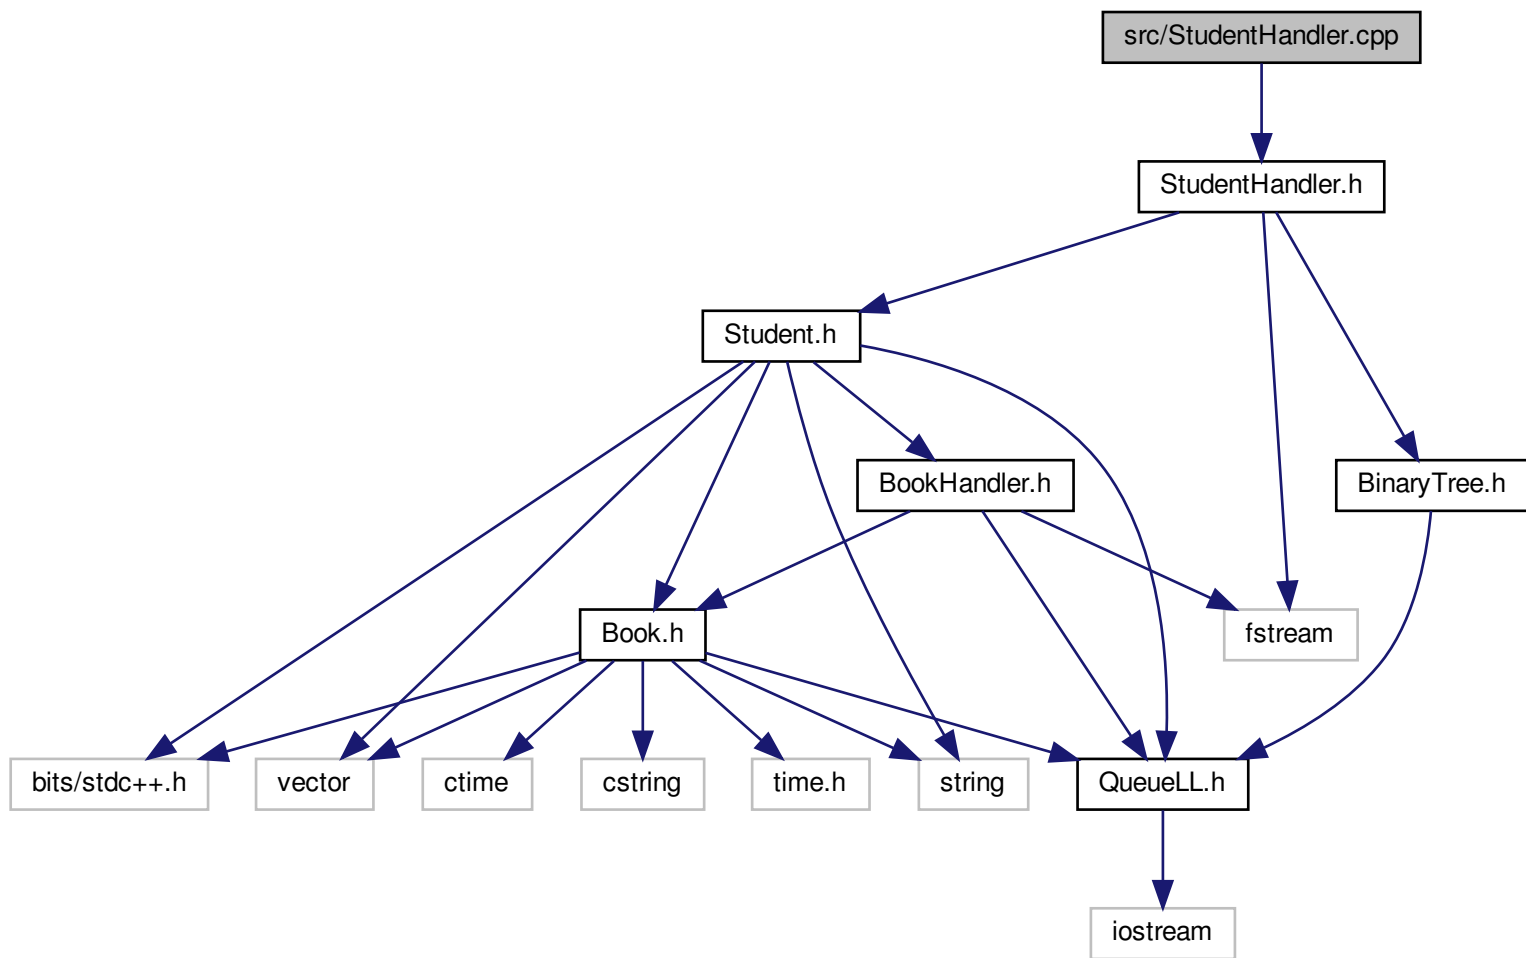 src/StudentHandler.cpp
StudentHandler.h
Student.h
BookHandler.h
BinaryTree.h
Book.h
fstream
bits/stdc++.h
vector
ctime
cstring
time.h
string
QueueLL.h
iostream